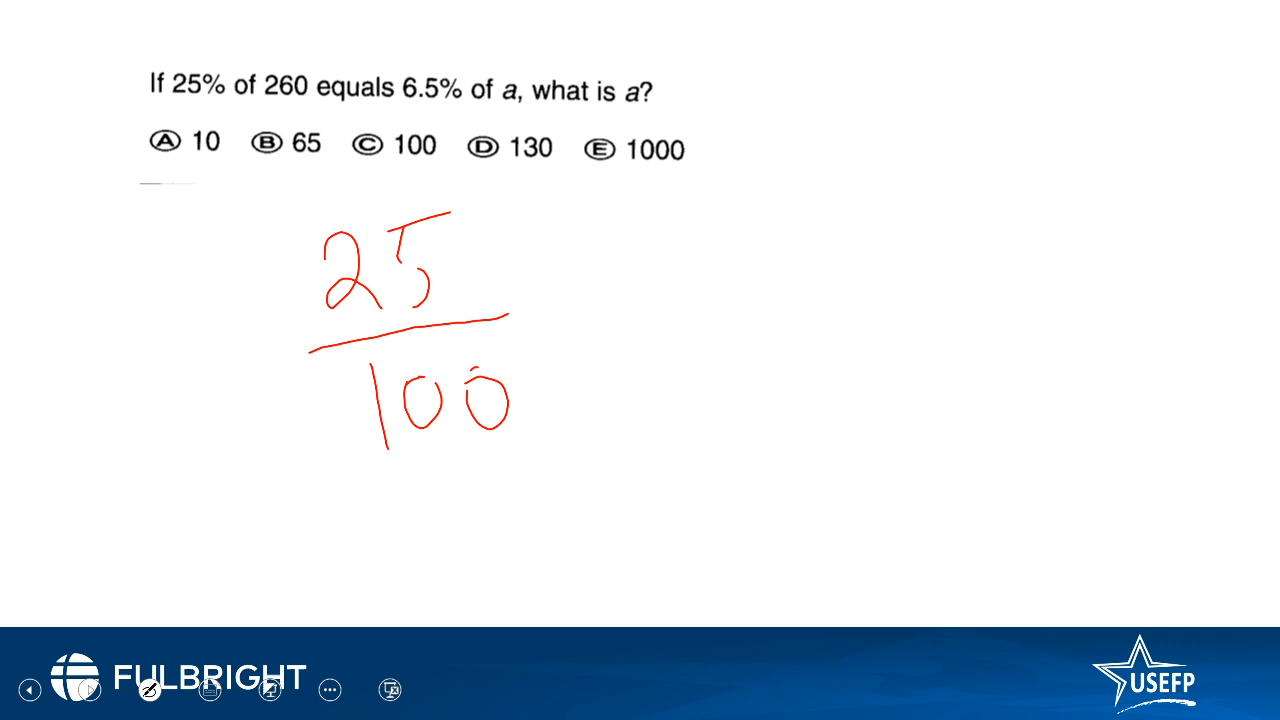 If 25% of 260 equals 6.5% of a, what is a?
A 10 B 65 C 100 D 130 E 1000
25
100
FULBRIGHT
USEFP